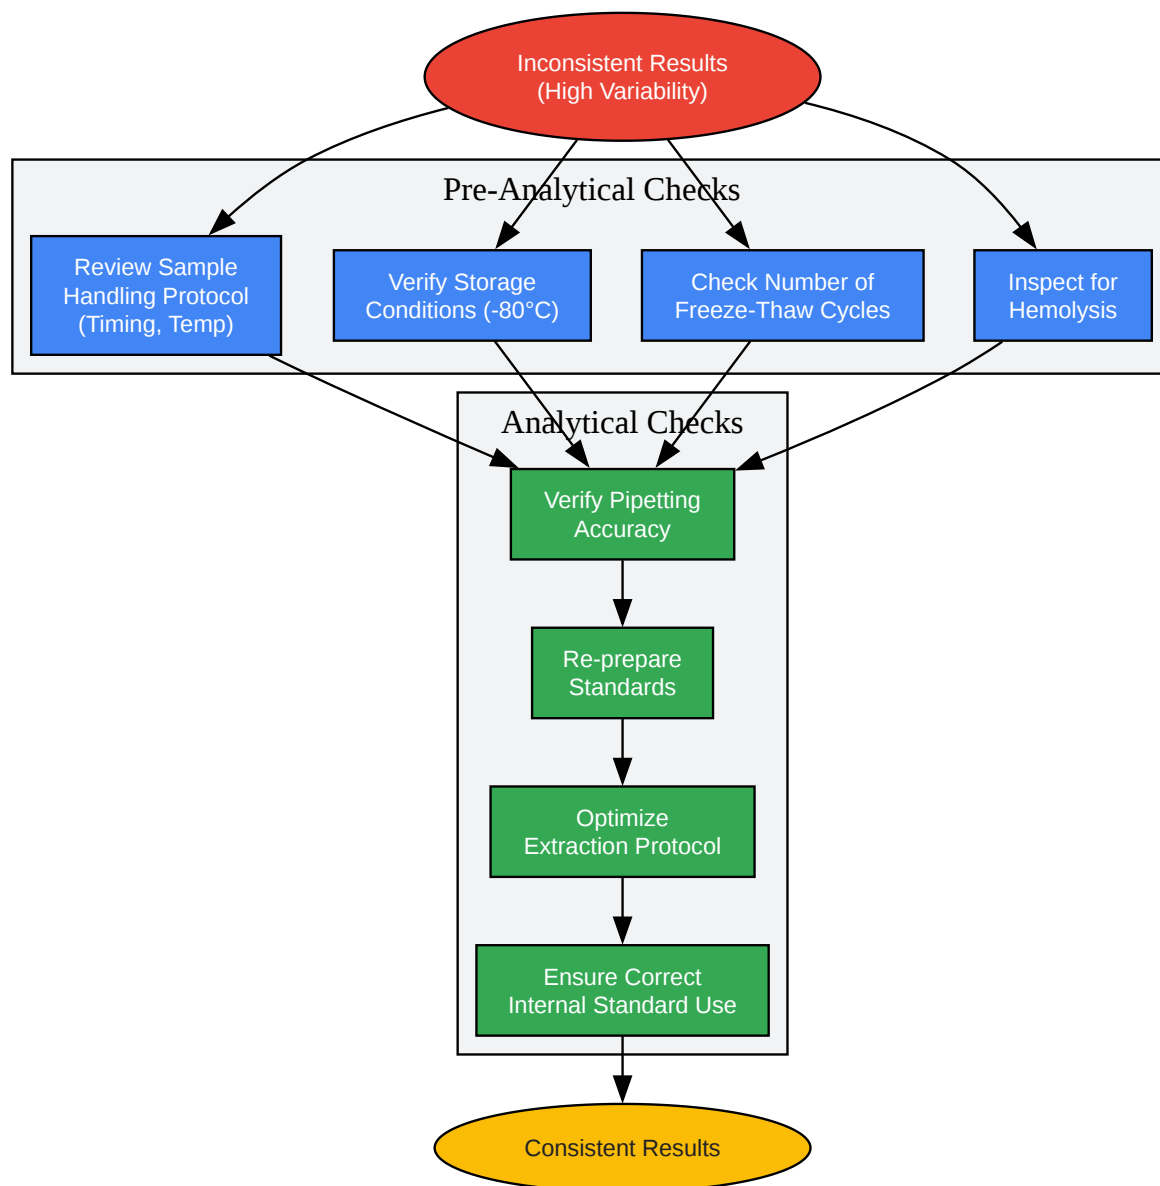 Inconsistent Results
(High Variability)
Pre-Analytical Checks
Review Sample
Handling Protocol
(Timing, Temp)
Verify Storage
Conditions (-80°C)
Check Number of
Freeze-Thaw Cycles
Inspect for
Hemolysis
Analytical Checks
Verify Pipetting
Accuracy
Re-prepare
Standards
Optimize
Extraction Protocol
Ensure Correct
Internal Standard Use
Consistent Results